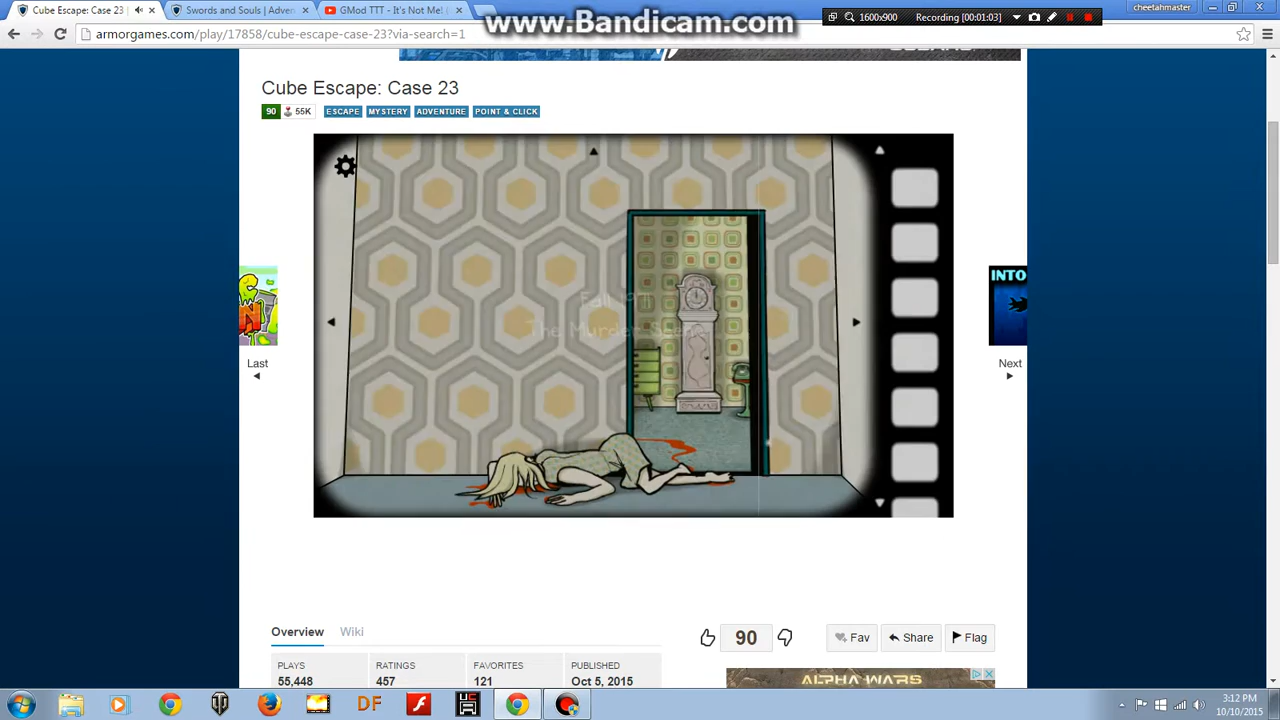 Cube Escape: Case 23
Swords and Souls | Adven
GMod TTT - It's Not Me! (
www.Bandicam.com
1600x900
Recording [00:01:03]
cheetahmaster
armorgames.com/play/17858/cube-escape-case-23?via-search=1
Cube Escape: Case 23
90
55K
ESCAPE
MYSTERY
ADVENTURE
POINT & CLICK
The Murder Scene
INTO
Last
Next
Overview
Wiki
90
Fav
Share
Flag
PLAYS
RATINGS
FAVORITES
PUBLISHED
55,448
457
121
Oct 5, 2015
ALPHA WARS
DF
3:12 PM
10/10/2015